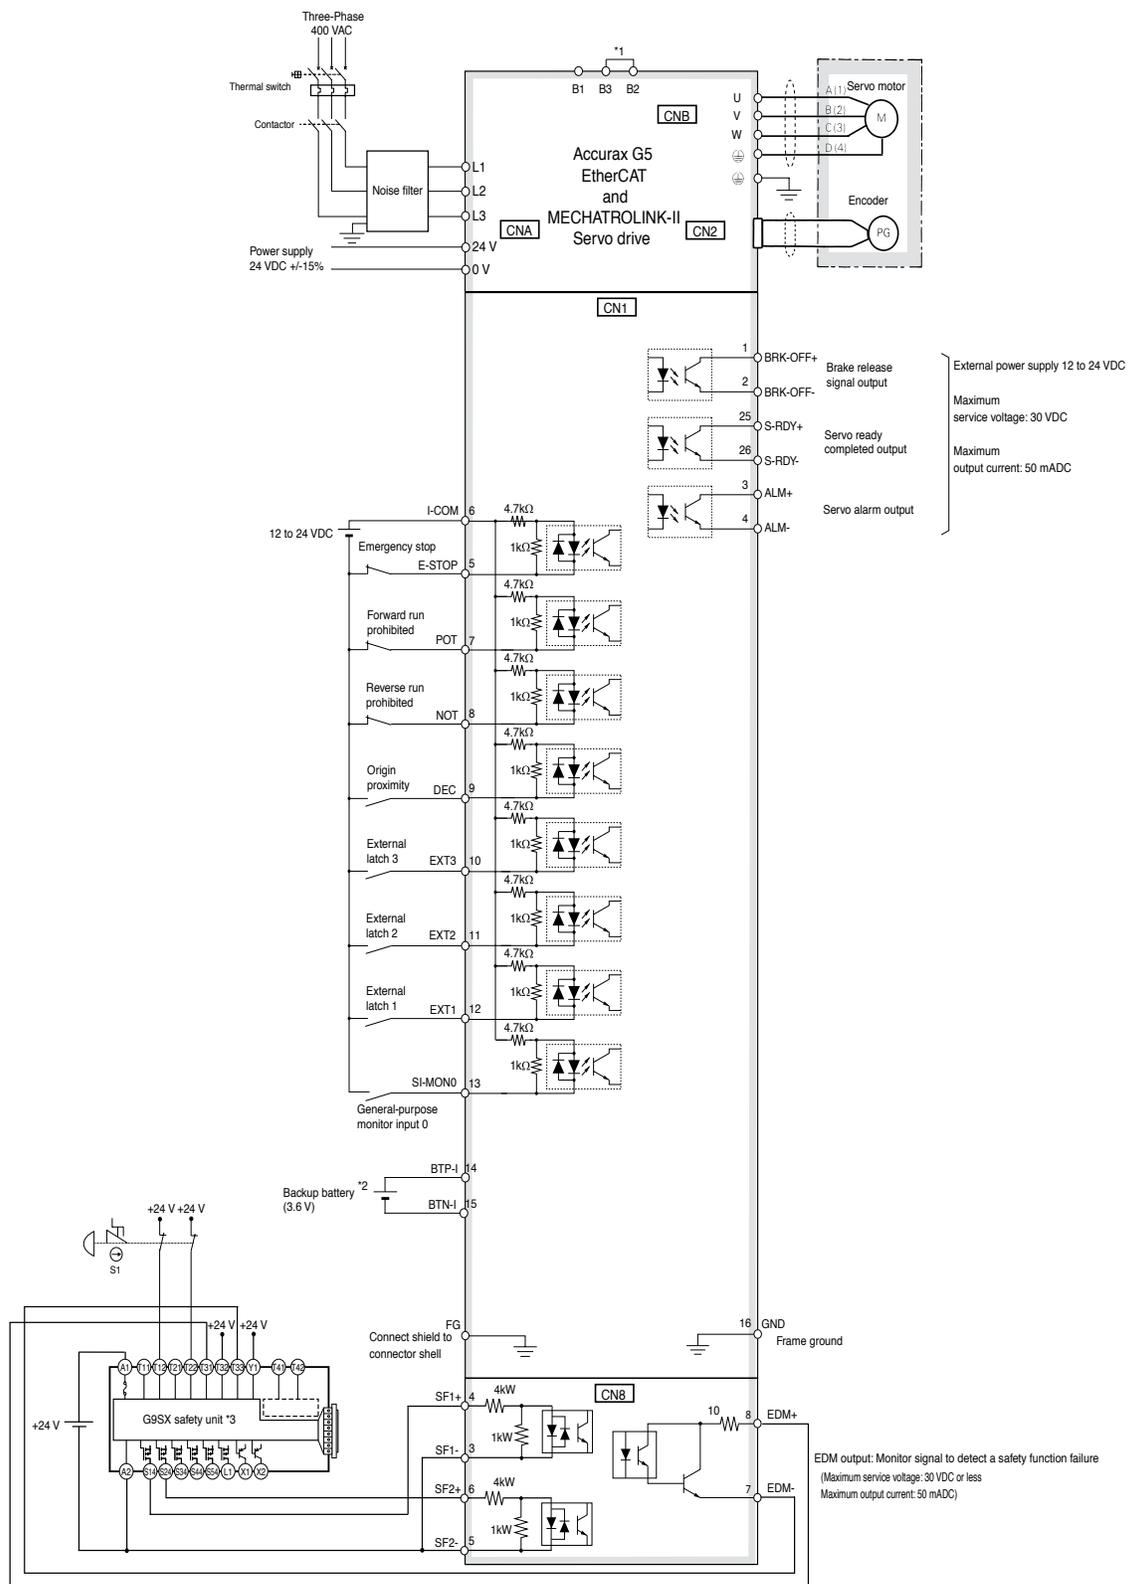 Three-Phase
400 VAC
Thermal switch
Contactor
Noise filter
L1
L2
L3
24 V
0 V
Power supply
24 VDC +/-15%
*1
B1 B3 B2
CNB
Accurax G5
EtherCAT
and
MECHATROLINK-II
Servo drive
CNA
CN2
U
V
W
A (1)
B (2)
C (3)
D (4)
Servo motor
M
Encoder
PG
CN1
1
BRK-OFF+
2
BRK-OFF-
Brake release
signal output
25
S-RDY+
26
S-RDY-
Servo ready
completed output
3
ALM+
4
ALM-
Servo alarm output
External power supply 12 to 24 VDC
Maximum
service voltage: 30 VDC
Maximum
output current: 50 mADC
12 to 24 VDC
I-COM 6
4.7kΩ
1kΩ
Emergency stop
E-STOP 5
4.7kΩ
1kΩ
Forward run
prohibited
POT 7
4.7kΩ
1kΩ
Reverse run
prohibited
NOT 8
4.7kΩ
1kΩ
Origin
proximity
DEC 9
4.7kΩ
1kΩ
External
latch 3
EXT3 10
4.7kΩ
1kΩ
External
latch 2
EXT2 11
4.7kΩ
1kΩ
External
latch 1
EXT1 12
4.7kΩ
1kΩ
SI-MON0 13
General-purpose
monitor input 0
BTP-I 14
Backup battery *2
(3.6 V)
BTN-I 15
+24 V +24 V
S1
FG
Connect shield to
connector shell
16 GND
Frame ground
+24 V +24 V
A1 T11 T12 T21 T22 T31 T32 T33 Y1 T41 T42
+24 V
G9SX safety unit *3
A2 S14 S24 S34 S44 S54 L1 X1 X2
CN8
SF1+ 4
4kW
1kW
SF1- 3
SF2+ 6
4kW
1kW
SF2- 5
10
8 EDM+
7 EDM-
EDM output: Monitor signal to detect a safety function failure
(Maximum service voltage: 30 VDC or less
Maximum output current: 50 mADC)